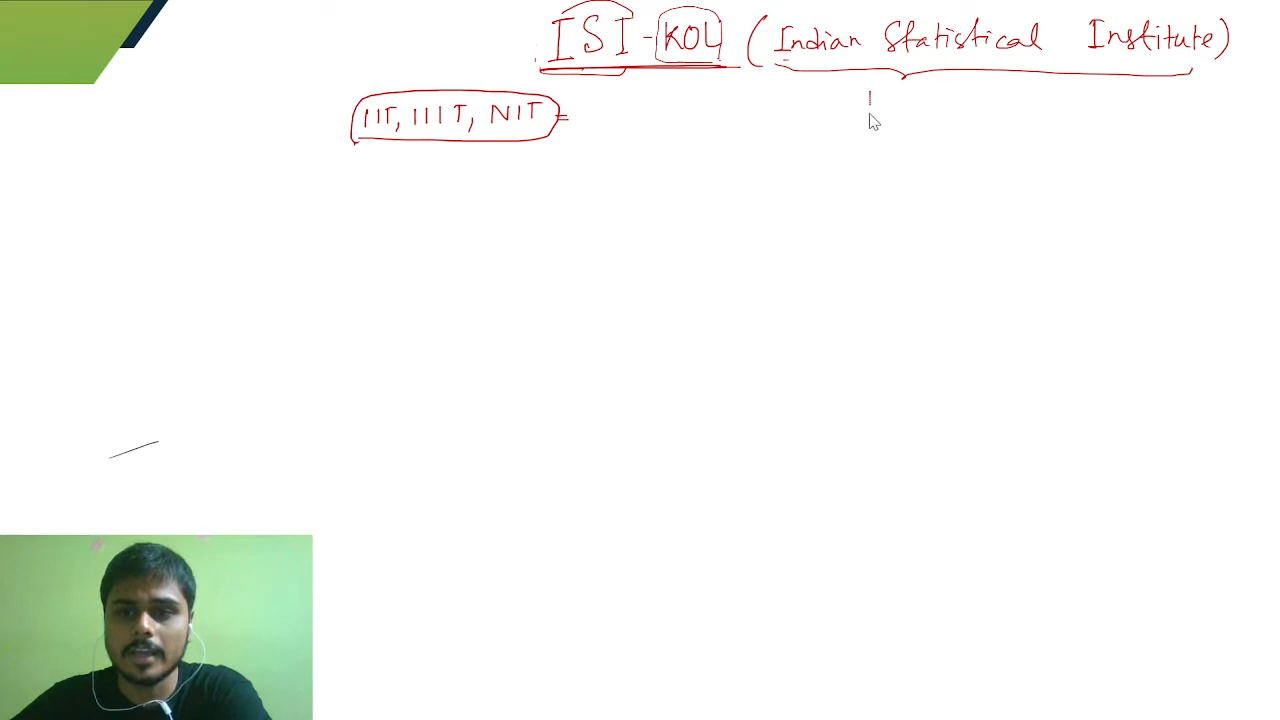 ISI - KOL (Indian Statistical Institute)
IIT, IIIT, NIT =